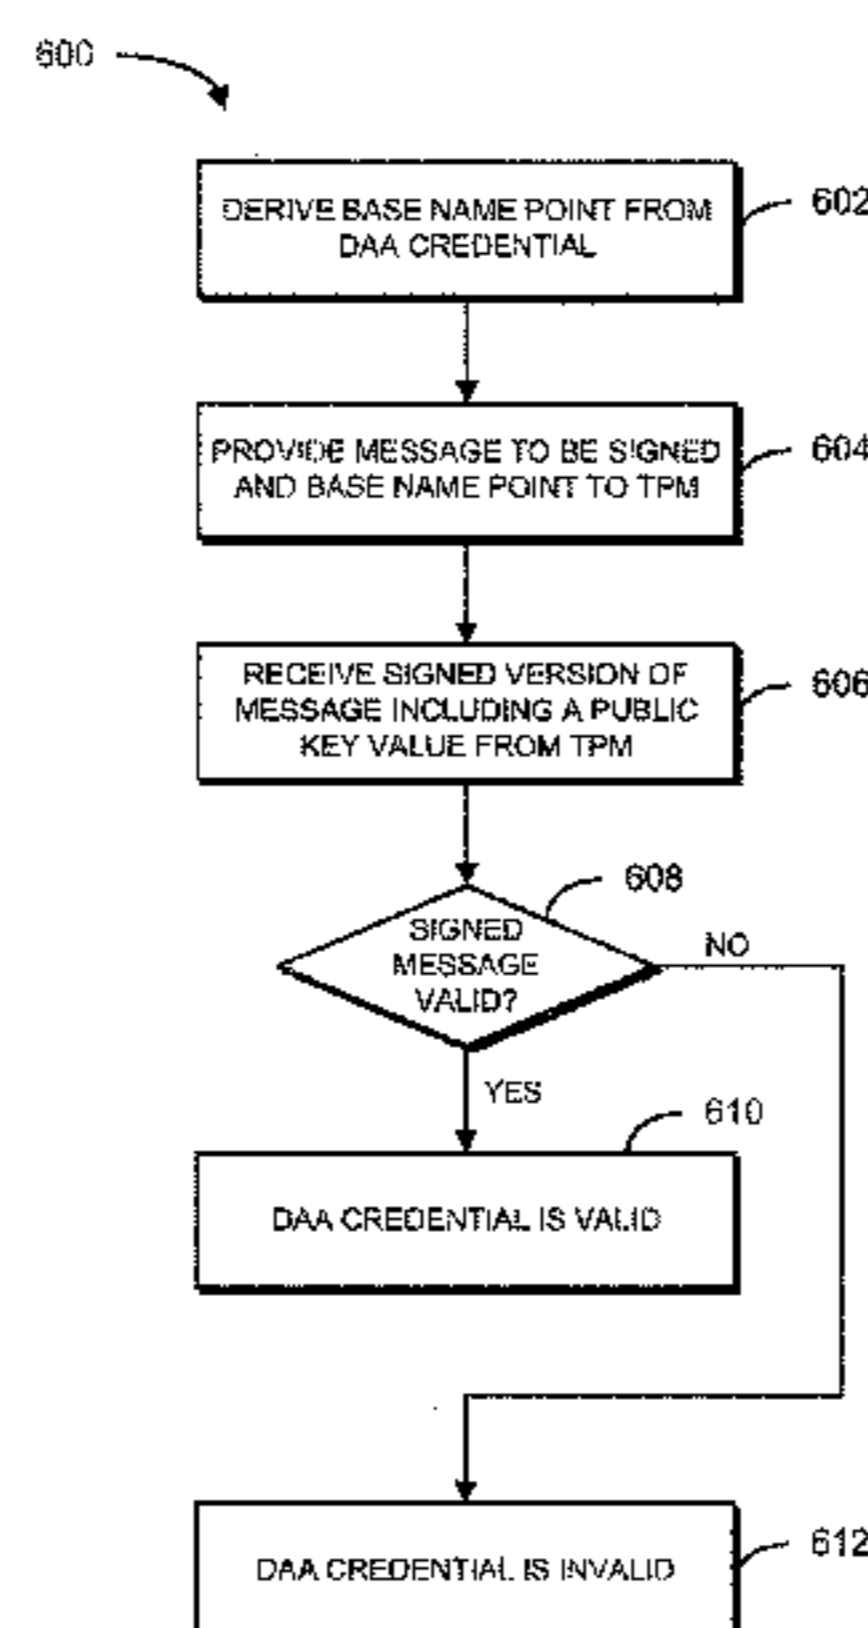 600
DERIVE BASE NAME POINT FROM
DAA CREDENTIAL
602
PROVIDE MESSAGE TO BE SIGNED
AND BASE NAME POINT TO TPM
604
RECEIVE SIGNED VERSION OF
MESSAGE INCLUDING A PUBLIC
KEY VALUE FROM TPM
606
608
SIGNED
MESSAGE
VALID?
NO
YES
610
DAA CREDENTIAL IS VALID
DAA CREDENTIAL IS INVALID
612